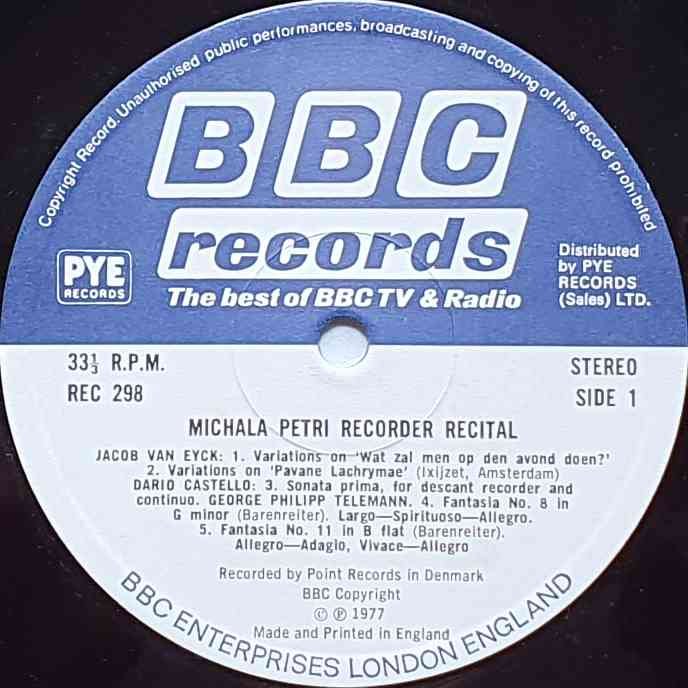 Copyright Record. Unauthorised public performances, broadcasting and copying of this record prohibited
BBC
records
The best of BBC TV & Radio
PYE
RECORDS
Distributed
by PYE
RECORDS
(Sales) LTD.
33⅓ R.P.M.
REC 298
STEREO
SIDE 1
MICHALA PETRI RECORDER RECITAL
JACOB VAN EYCK: 1. Variations on 'Wat zal men op den avond doen?'
2. Variations on 'Pavane Lachrymae' (Ixijzet, Amsterdam)
DARIO CASTELLO: 3. Sonata prima, for descant recorder and
continuo. GEORGE PHILIPP TELEMANN. 4. Fantasia No. 8 in
G minor (Barenreiter). Largo—Spirituoso—Allegro.
5. Fantasia No. 11 in B flat (Barenreiter).
Allegro—Adagio, Vivace—Allegro
Recorded by Point Records in Denmark
BBC Copyright
© ℗ 1977
Made and Printed in England
BBC ENTERPRISES LONDON ENGLAND